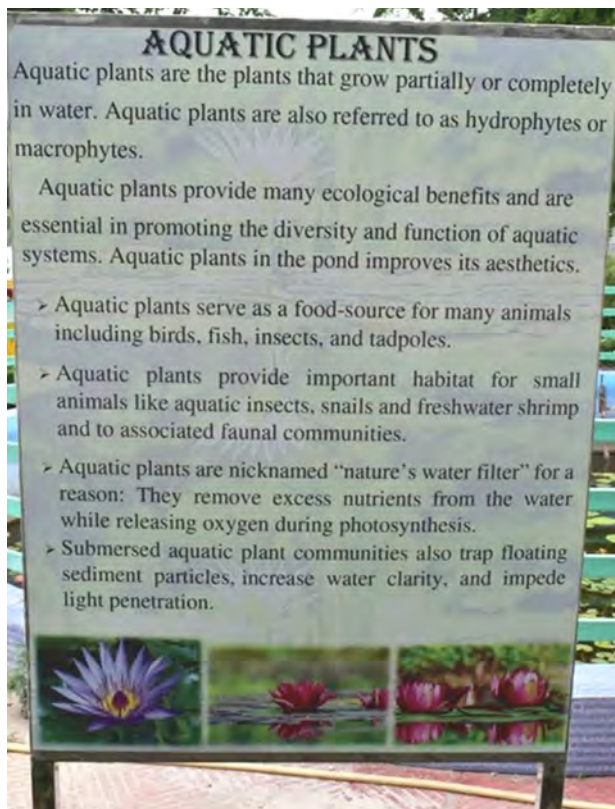 AQUATIC PLANTS
Aquatic plants are the plants that grow partially or completely
in water. Aquatic plants are also referred to as hydrophytes or
macrophytes.
Aquatic plants provide many ecological benefits and are
essential in promoting the diversity and function of aquatic
systems. Aquatic plants in the pond improves its aesthetics.
➢ Aquatic plants serve as a food-source for many animals
including birds, fish, insects, and tadpoles.
➢ Aquatic plants provide important habitat for small
animals like aquatic insects, snails and freshwater shrimp
and to associated faunal communities.
➢ Aquatic plants are nicknamed “nature’s water filter” for a
reason: They remove excess nutrients from the water
while releasing oxygen during photosynthesis.
➢ Submersed aquatic plant communities also trap floating
sediment particles, increase water clarity, and impede
light penetration.